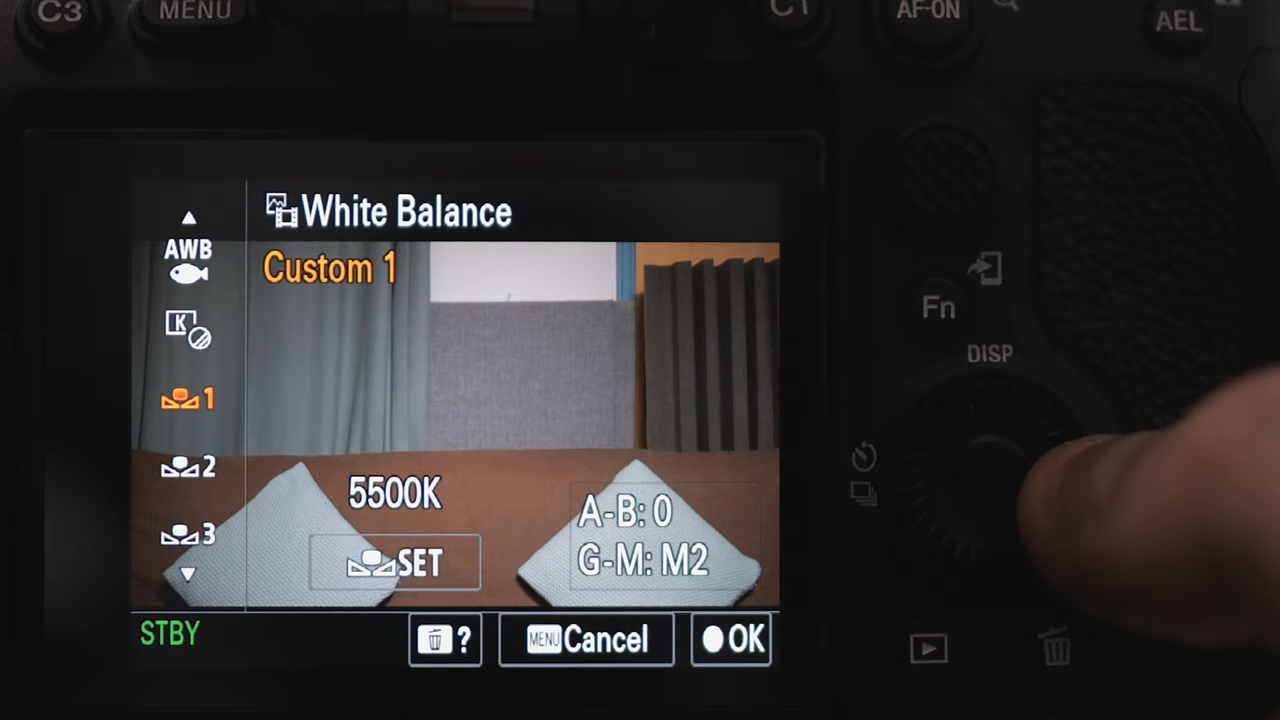 C3
MENU
C1
AF-ON
AEL
White Balance
AWB
Custom 1
K
1
2
3
5500K
SET
A-B: 0
G-M: M2
Fn
DISP
STBY
?
MENU Cancel
OK